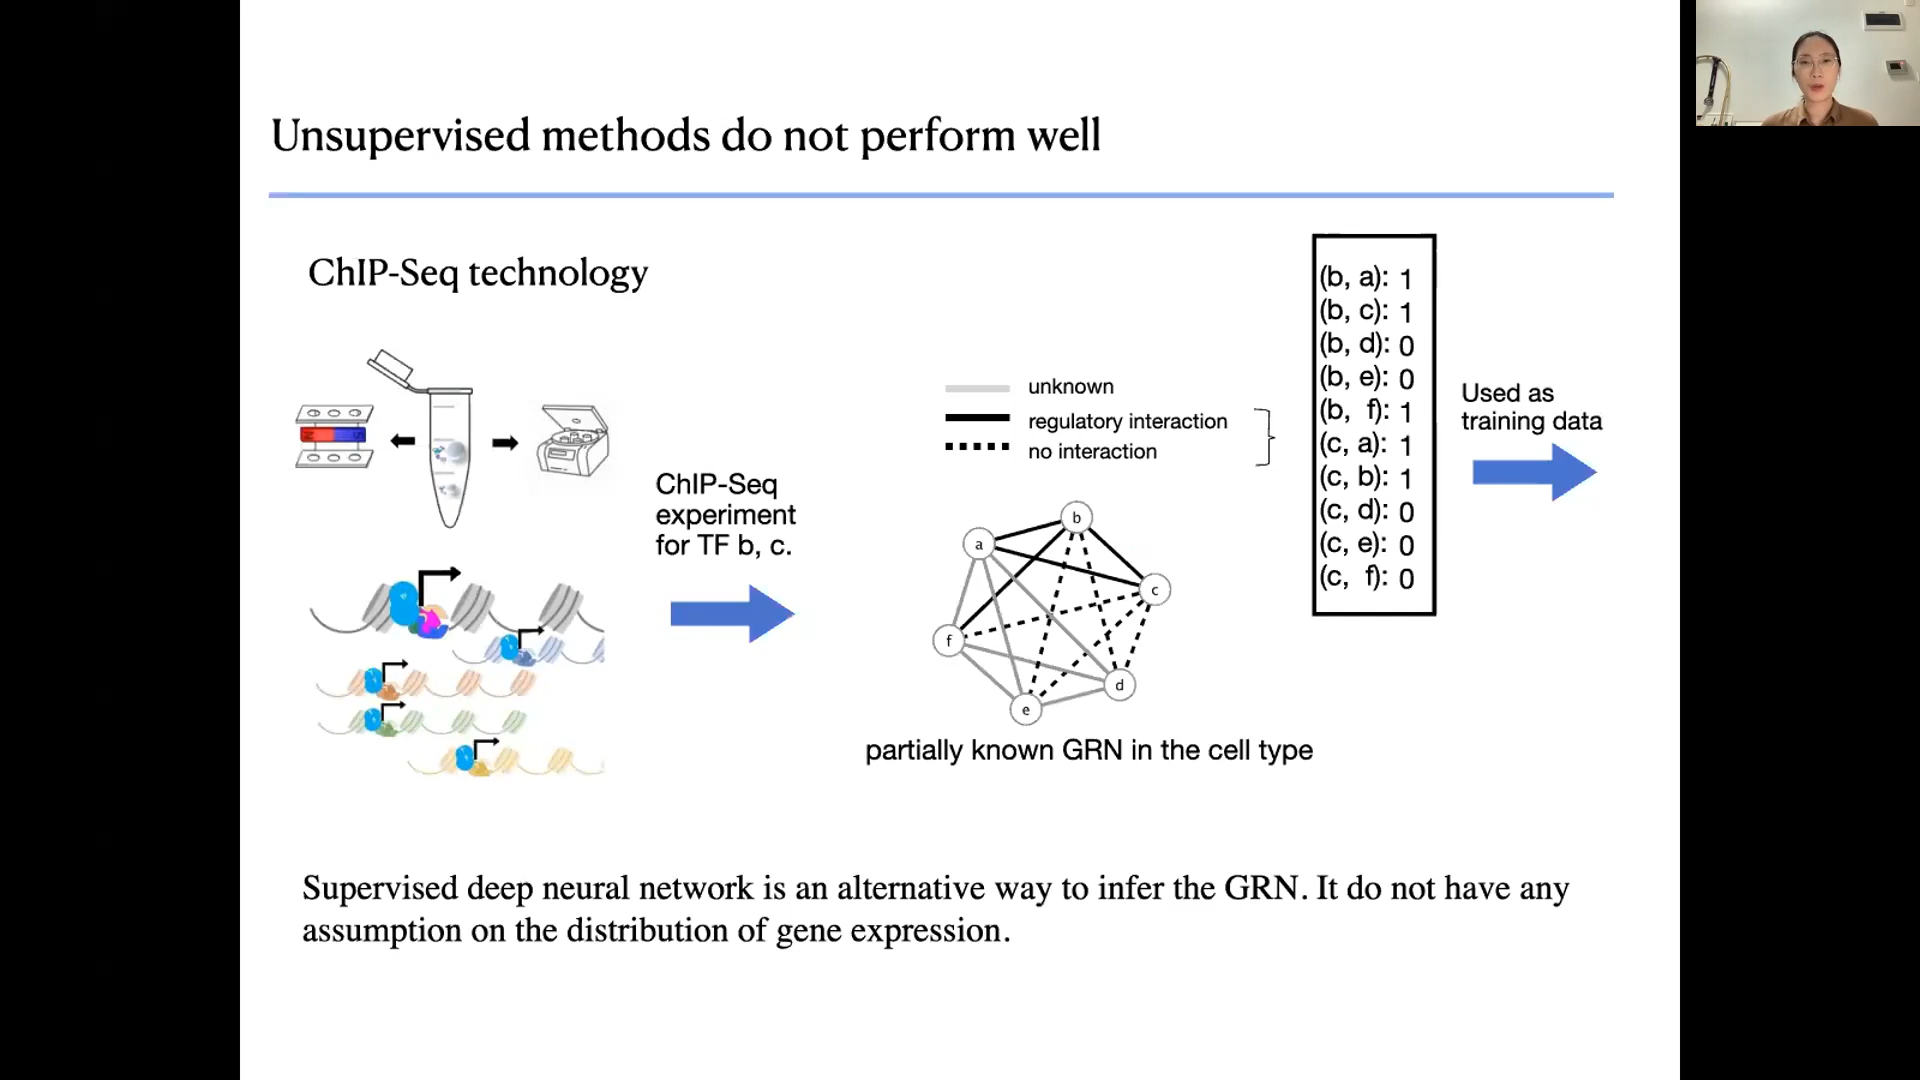 Unsupervised methods do not perform well
ChIP-Seq technology
ChIP-Seq
experiment
for TF b, c.
unknown
regulatory interaction
no interaction
b
a
c
f
d
e
partially known GRN in the cell type
(b, a): 1
(b, c): 1
(b, d): 0
(b, e): 0
(b, f): 1
(c, a): 1
(c, b): 1
(c, d): 0
(c, e): 0
(c, f): 0
Used as
training data
Supervised deep neural network is an alternative way to infer the GRN. It do not have any
assumption on the distribution of gene expression.